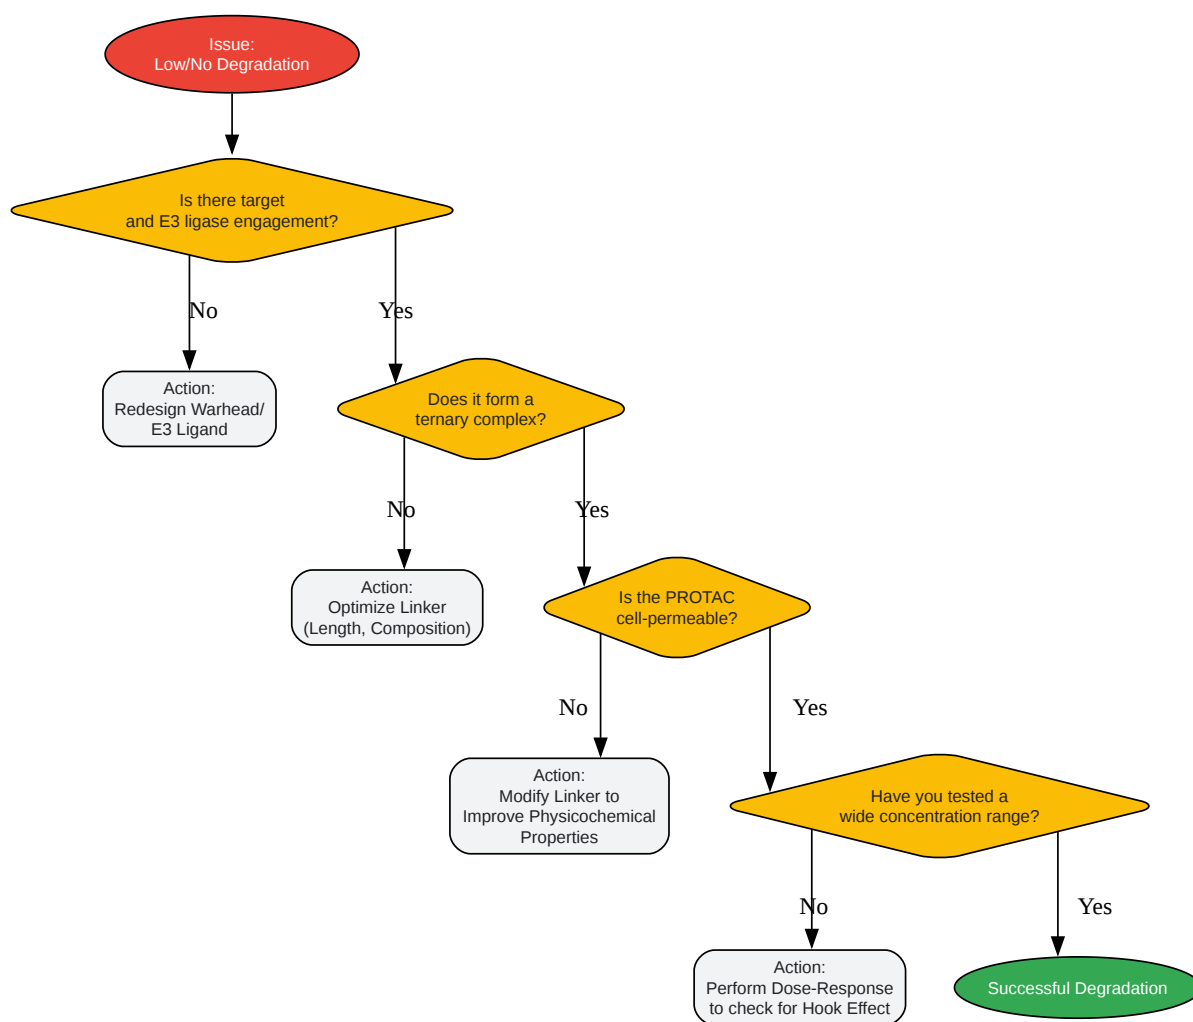 Issue:
Low/No Degradation
Is there target
and E3 ligase engagement?
No
Yes
Action:
Redesign Warhead/
E3 Ligand
Does it form a
ternary complex?
No
Yes
Action:
Optimize Linker
(Length, Composition)
Is the PROTAC
cell-permeable?
No
Yes
Action:
Modify Linker to
Improve Physicochemical
Properties
Have you tested a
wide concentration range?
No
Yes
Action:
Perform Dose-Response
to check for Hook Effect
Successful Degradation